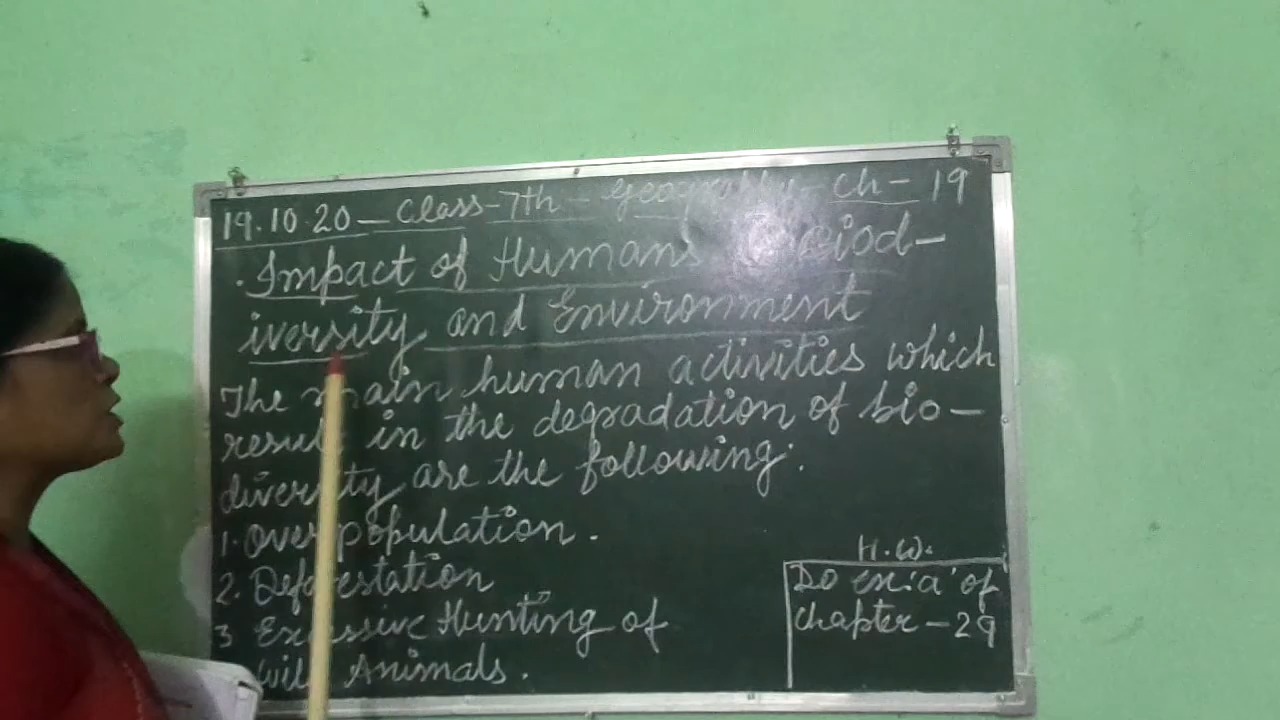 19.10.20 — Class - 7th - Geography - Ch - 19
. Impact of Humans Biod-
iversity and Environment
The main human activities which
result in the degradation of bio-
diversity are the following:
1. Over population.
2. Deforestation
3 Excessive Hunting of
Wild Animals.
H.W.
Do ex: 'a' of
Chapter - 29